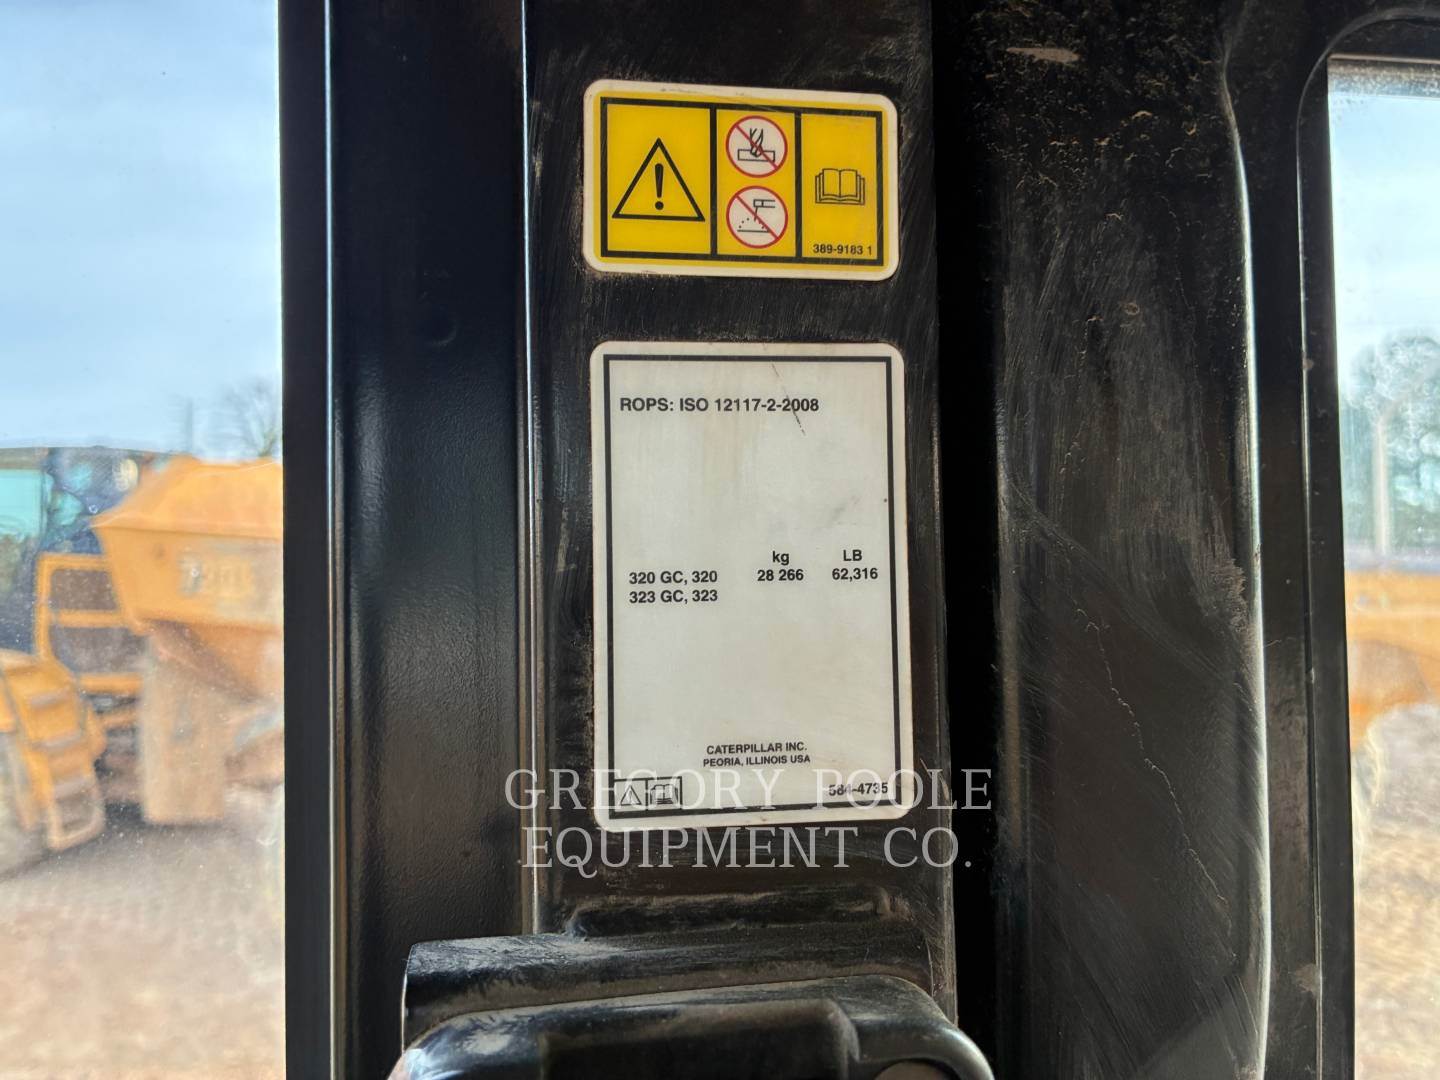 389-9183 1
ROPS: ISO 12117-2-2008
kg LB
320 GC, 320 28 266 62,316
323 GC, 323
CATERPILLAR INC.
PEORIA, ILLINOIS USA
584-4735
GREGORY POOLE
EQUIPMENT CO.